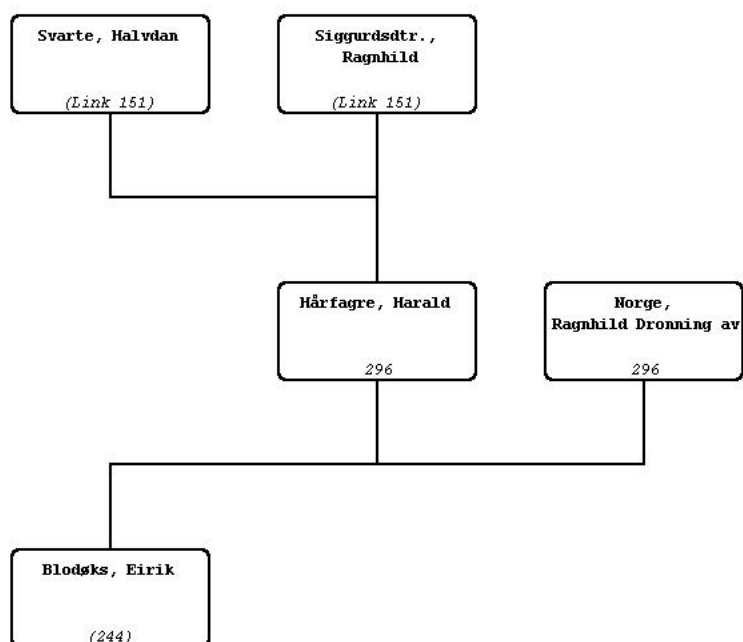 Svarte, Halvdan
(Link 151)
Siggurdsdtr.,
Ragnhild
(Link 151)
Hårfagre, Harald
296
Norge,
Ragnhild Dronning av
296
Blodøks, Eirik
(244)